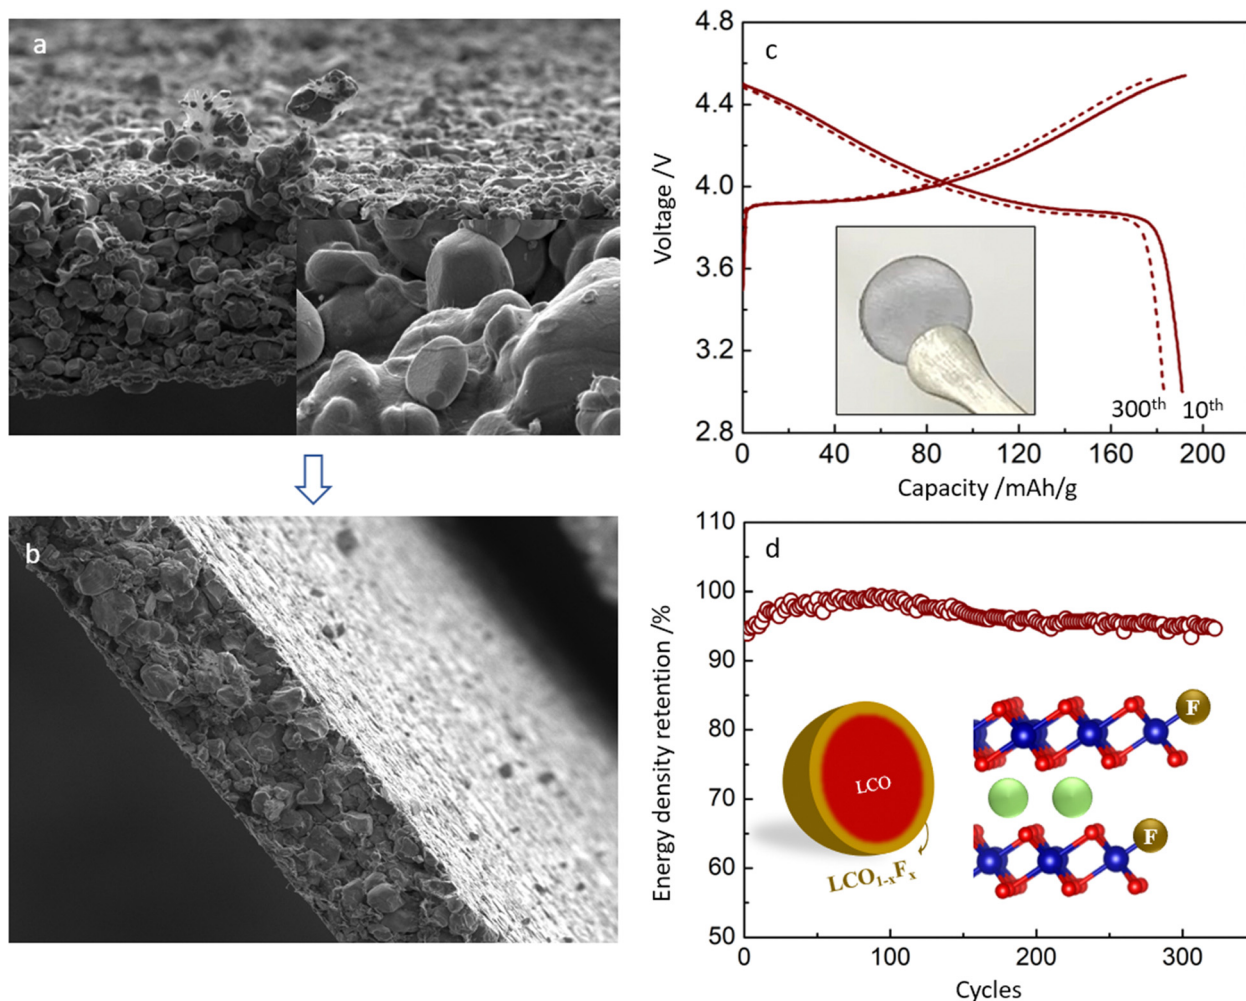 a
b
c
4.8
4.4
4.0
3.6
3.2
2.8
Voltage /V
300th 10th
0 40 80 120 160 200
Capacity /mAh/g
d
110
100
90
80
70
60
50
Energy density retention /%
F
LCO
F
LCO1-xFx
0 100 200 300
Cycles